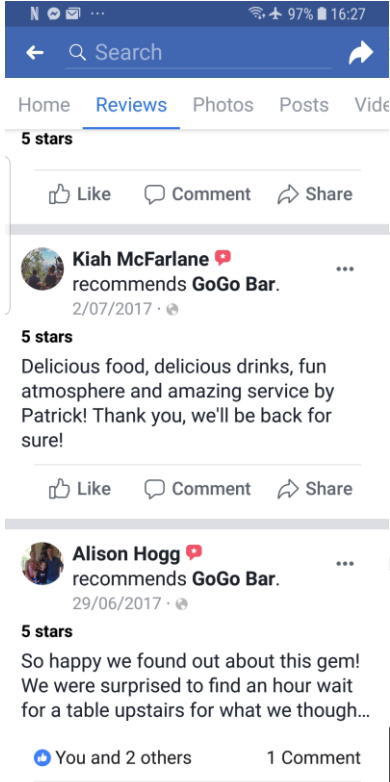 N ... 97% 16:27
Search
Home Reviews Photos Posts Vide
5 stars
Like Comment Share
Kiah McFarlane
recommends GoGo Bar.
2/07/2017 ·
5 stars
Delicious food, delicious drinks, fun
atmosphere and amazing service by
Patrick! Thank you, we'll be back for
sure!
Like Comment Share
Alison Hogg
recommends GoGo Bar.
29/06/2017 ·
5 stars
So happy we found out about this gem!
We were surprised to find an hour wait
for a table upstairs for what we though...
You and 2 others 1 Comment